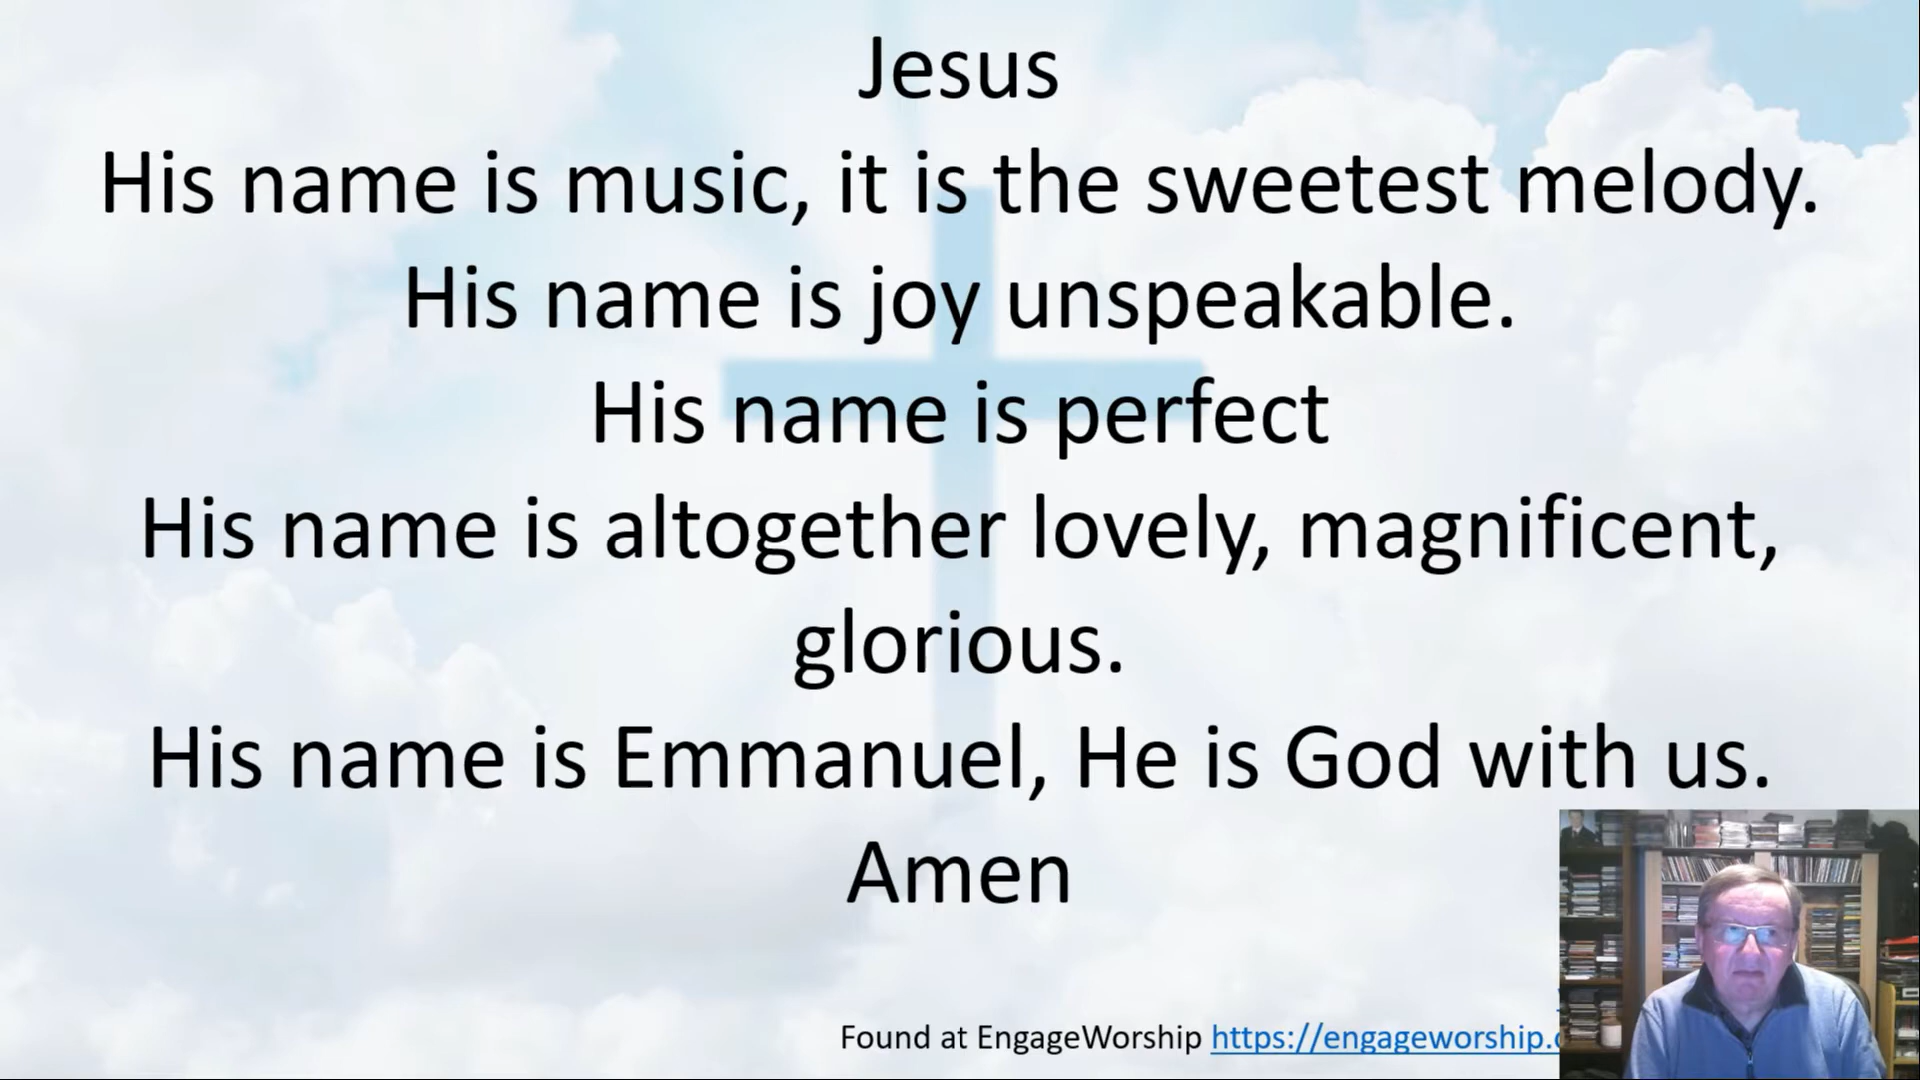 Jesus
His name is music, it is the sweetest melody.
His name is joy unspeakable.
His name is perfect
His name is altogether lovely, magnificent,
glorious.
His name is Emmanuel, He is God with us.
Amen
Found at EngageWorship https://engageworship.